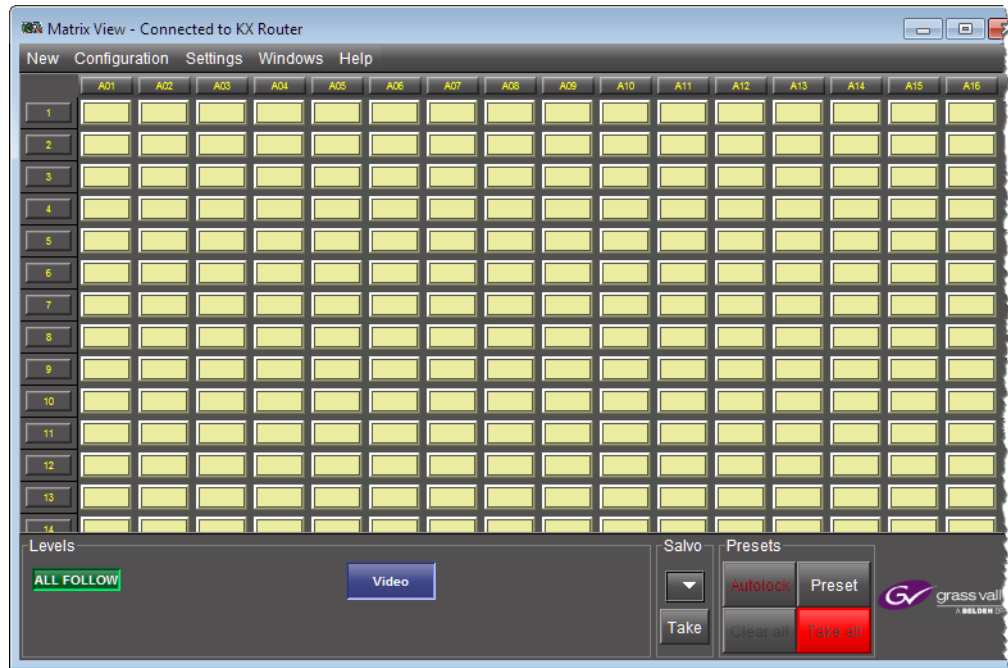 Matrix View - Connected to KX Router
New Configuration Settings Windows Help
A01 A02 A03 A04 A05 A06 A07 A08 A09 A10 A11 A12 A13 A14 A15 A16
1
2
3
4
5
6
7
8
9
10
11
12
13
14
Levels
ALL FOLLOW
Video
Salvo
Take
Presets
Autolock Preset
Clear all Take all
grass vall
A BELDEN